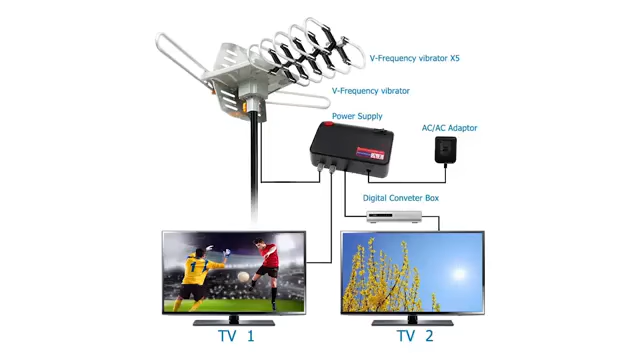 V-Frequency vibrator X5
V-Frequency vibrator
Power Supply
AC/AC Adaptor
Digital Conveter Box
TV 1
TV 2